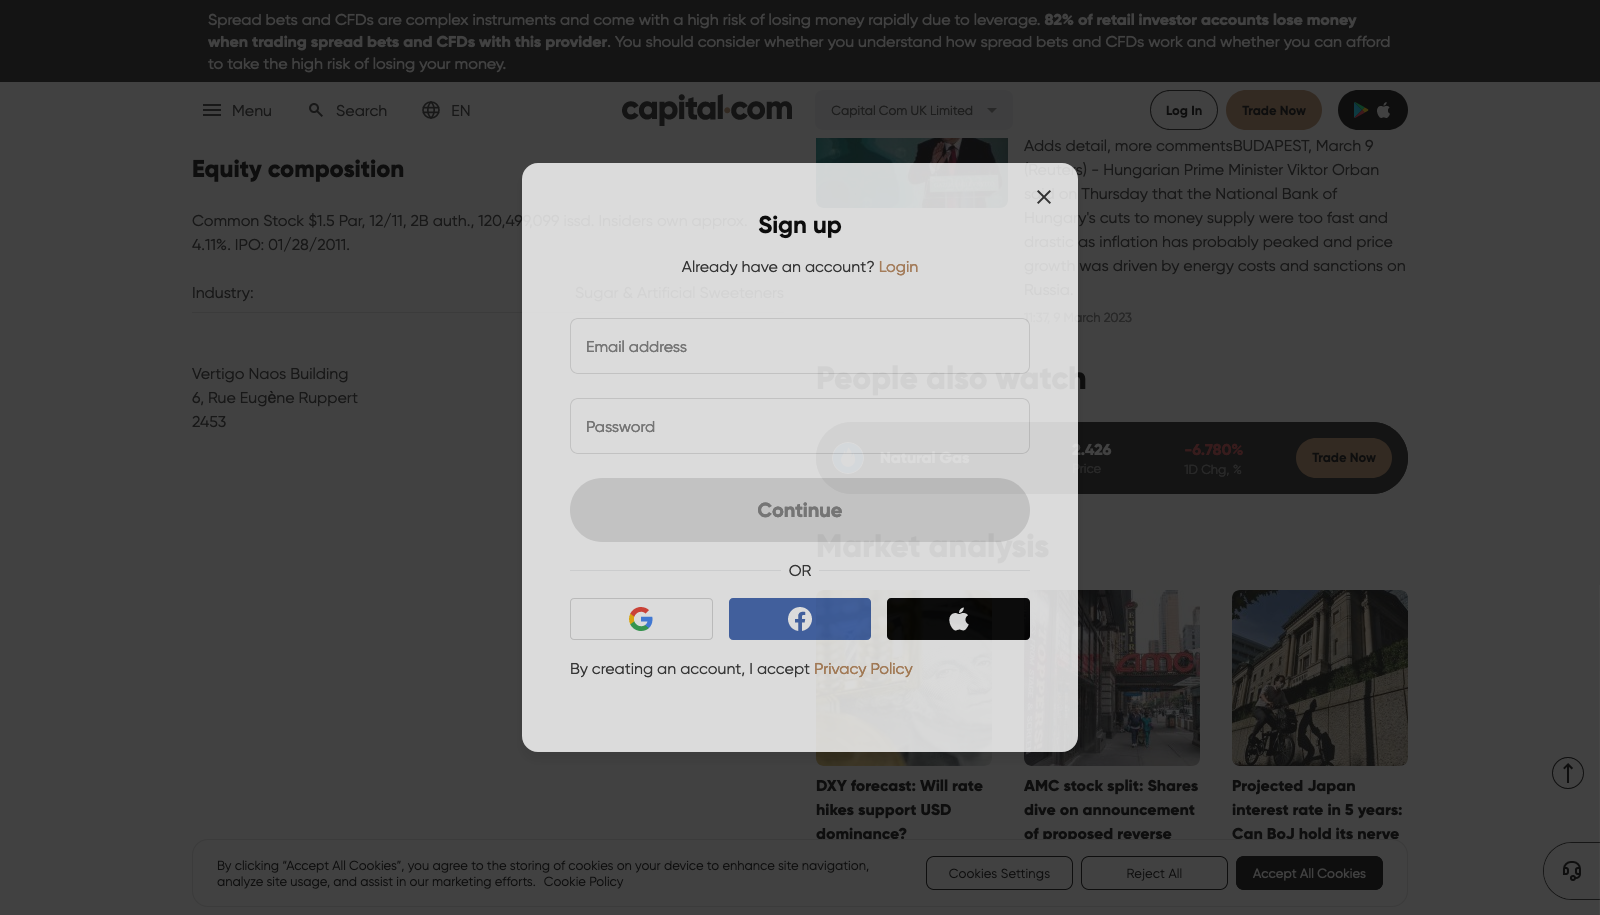 Spread bets and CFDs are complex instruments and come with a high risk of losing money rapidly due to leverage. 82% of retail investor accounts lose money
when trading spread bets and CFDs with this provider. You should consider whether you understand how spread bets and CFDs work and whether you can afford
to take the high risk of losing your money.
Menu
Search
EN
capital.com
Capital Com UK Limited
Log In
Trade Now
Equity composition
Common Stock $1.5 Par, 12/11, 2B auth., 120,499,099 issd. Insiders own approx.
4.11%. IPO: 01/28/2011.
Industry:
Sugar & Artificial Sweeteners
Vertigo Naos Building
6, Rue Eugène Ruppert
2453
Sign up
Already have an account? Login
Email address
Password
Continue
OR
By creating an account, I accept Privacy Policy
Adds detail, more commentsBUDAPEST, March 9
(Reuters) - Hungarian Prime Minister Viktor Orban
said on Thursday that the National Bank of
Hungary's cuts to money supply were too fast and
drastic as inflation has probably peaked and price
growth was driven by energy costs and sanctions on
Russia.
9 March 2023
People also watch
Natural Gas
2.426
Price
-6.780%
1D Chg, %
Trade Now
Market analysis
amc
DXY forecast: Will rate
hikes support USD
dominance?
AMC stock split: Shares
dive on announcement
of proposed reverse
Projected Japan
interest rate in 5 years:
Can BoJ hold its nerve
By clicking “Accept All Cookies”, you agree to the storing of cookies on your device to enhance site navigation,
analyze site usage, and assist in our marketing efforts. Cookie Policy
Cookies Settings
Reject All
Accept All Cookies